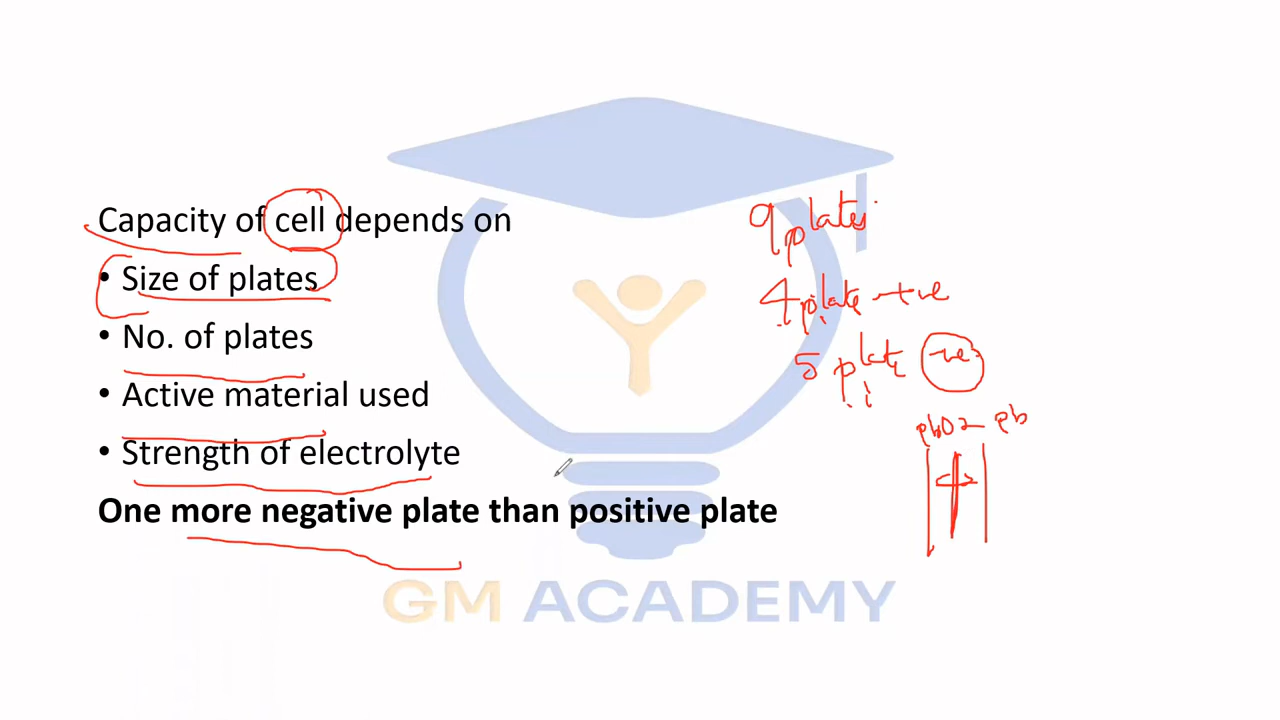 Capacity of cell depends on
• Size of plates
• No. of plates
• Active material used
• Strength of electrolyte
One more negative plate than positive plate
9 plates
4 plate +ve
5 plate -ve
pbO2 pb
GM ACADEMY